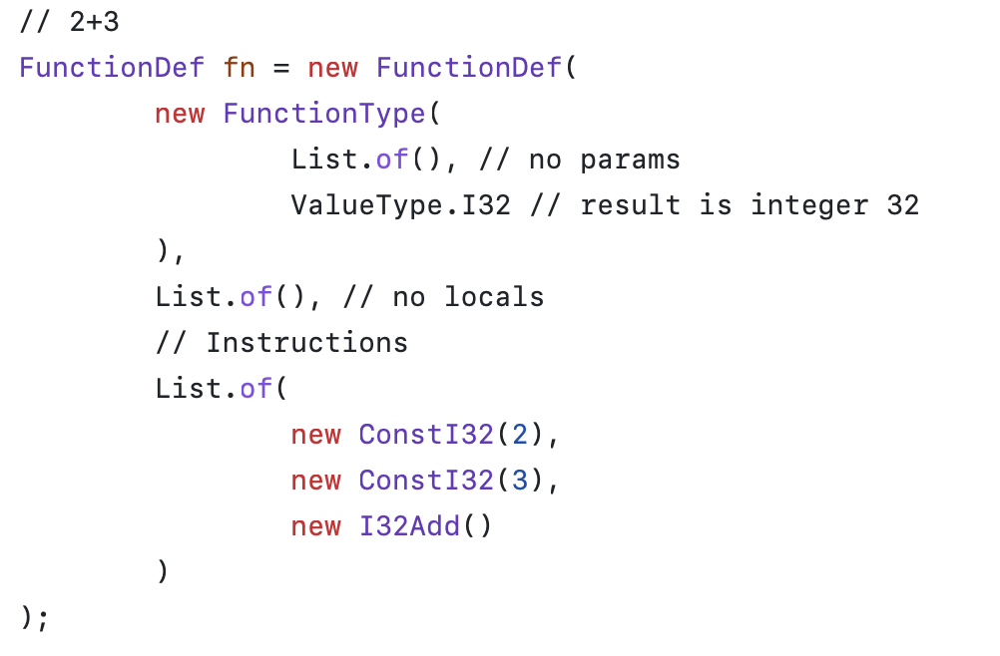 // 2+3
FunctionDef fn = new FunctionDef(
        new FunctionType(
                List.of(), // no params
                ValueType.I32 // result is integer 32
        ),
        List.of(), // no locals
        // Instructions
        List.of(
                new ConstI32(2),
                new ConstI32(3),
                new I32Add()
        )
);